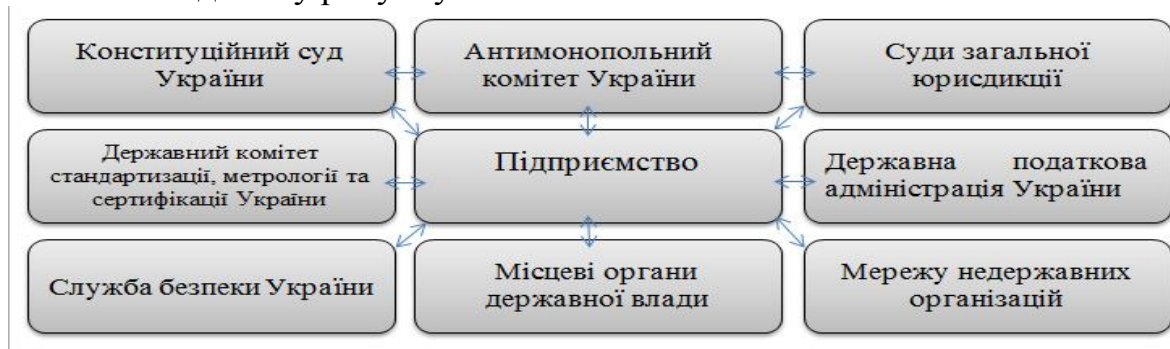 Конституційний суд
України
Антимонопольний
комітет України
Суди загальної
юрисдикції
Державний комітет
стандартизації, метрології та
сертифікації України
Підприємство
Державна податкова
адміністрація України
Служба безпеки України
Місцеві органи
державної влади
Мережу недержавних
організацій